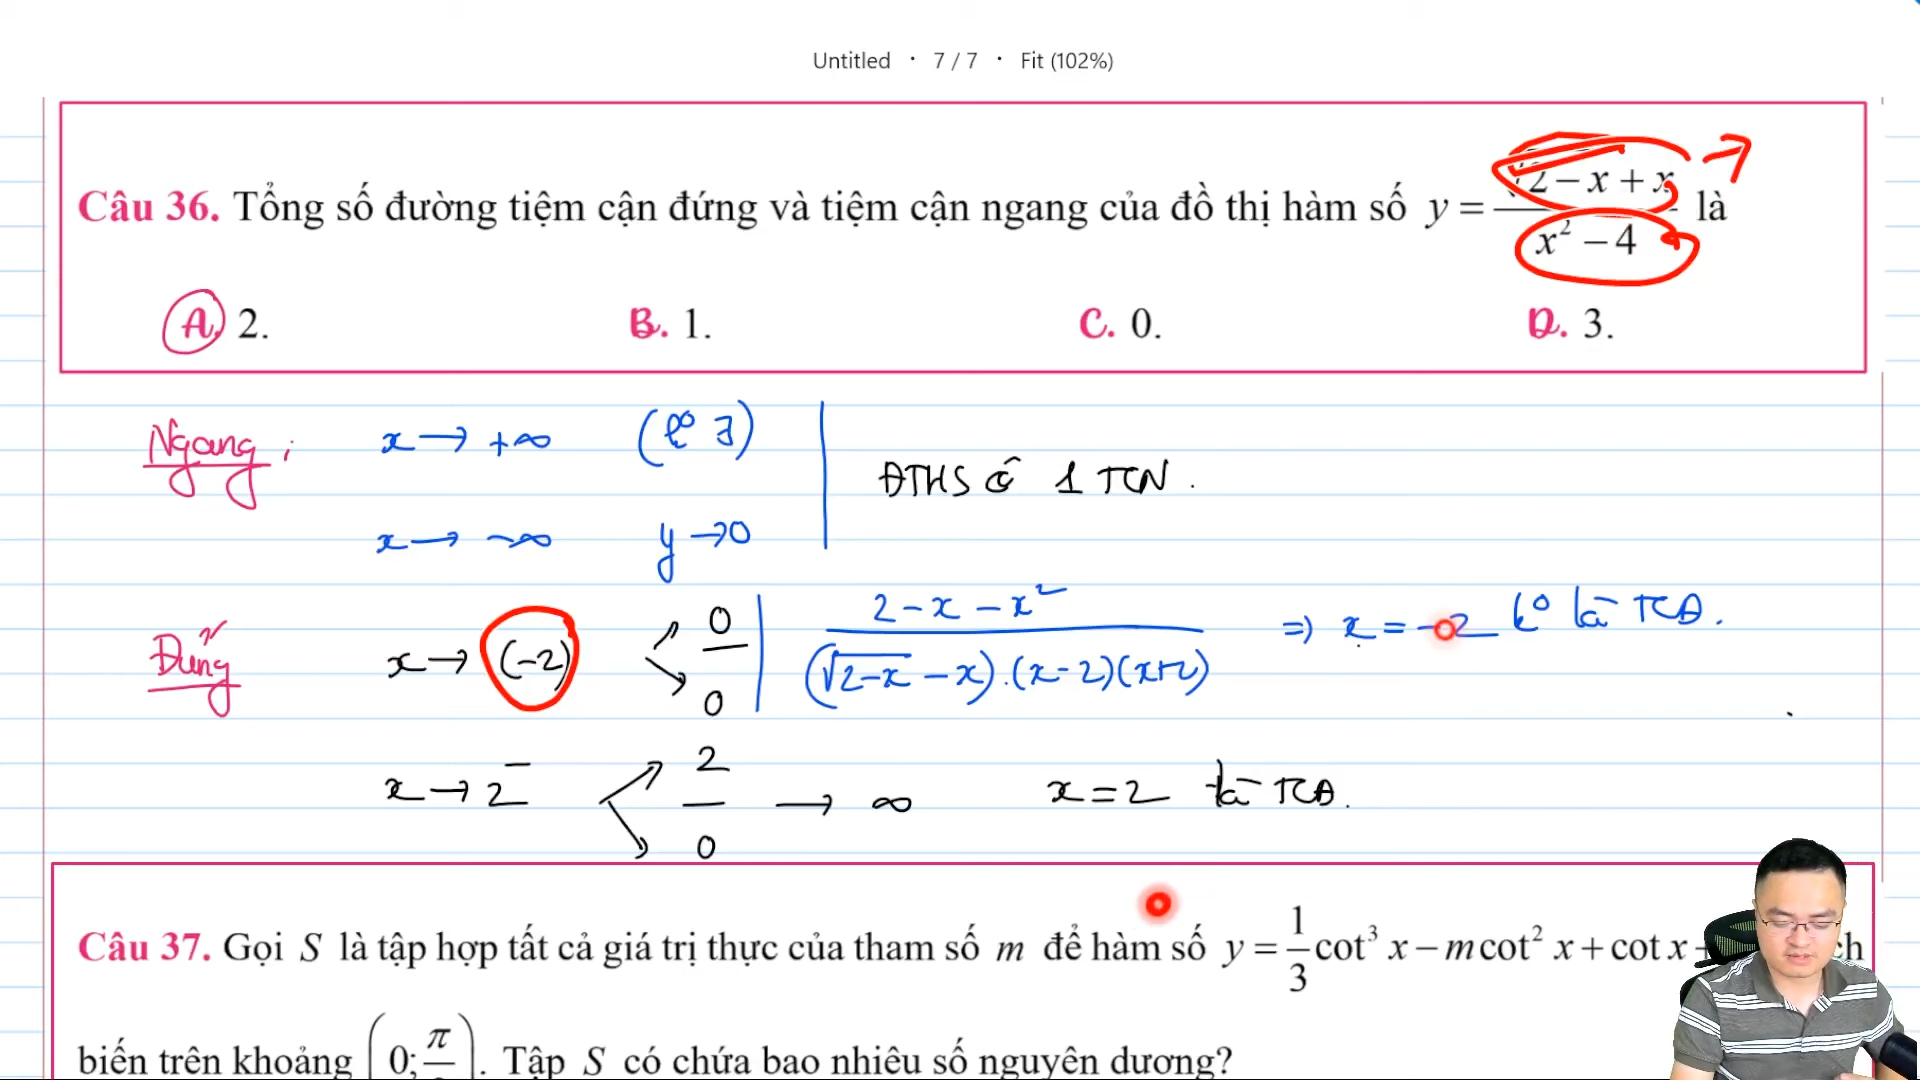 Untitled · 7 / 7 · Fit (102%)
Câu 36. Tổng số đường tiệm cận đứng và tiệm cận ngang của đồ thị hàm số y = (√2 − x + x)/(x² − 4) là
A. 2. B. 1. C. 0. D. 3.
Ngang: x → +∞ (k° ∃)
ĐTHS có 1 TCN.
x → −∞ y → 0
Đứng x → (−2) 0/0 | (2 − x − x²)/((√2−x − x).(x−2)(x+2)) ⇒ x = −2 k° là TCĐ.
x → 2⁻ 2/0 → ∞ x = 2 là TCĐ.
Câu 37. Gọi S là tập hợp tất cả giá trị thực của tham số m để hàm số y = 1/3 cot³ x − m cot² x + cot x
biến trên khoảng (0; π/ ). Tập S có chứa bao nhiêu số nguyên dương?